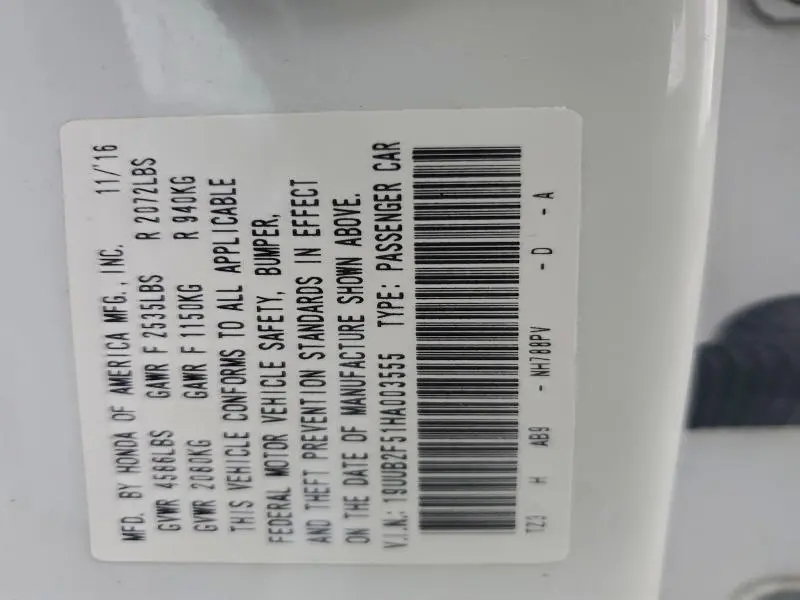 MFD. BY HONDA OF AMERICA MFG., INC. 11/'16
GVWR 4586LBS GAWR F 2535LBS R 2072LBS
GVWR 2080KG GAWR F 1150KG R 940KG
THIS VEHICLE CONFORMS TO ALL APPLICABLE
FEDERAL MOTOR VEHICLE SAFETY, BUMPER,
AND THEFT PREVENTION STANDARDS IN EFFECT
ON THE DATE OF MANUFACTURE SHOWN ABOVE.
V.I.N.: 19UUB2F51HA003555 TYPE: PASSENGER CAR
TZ3 H AB9 - NH788PV - D - A